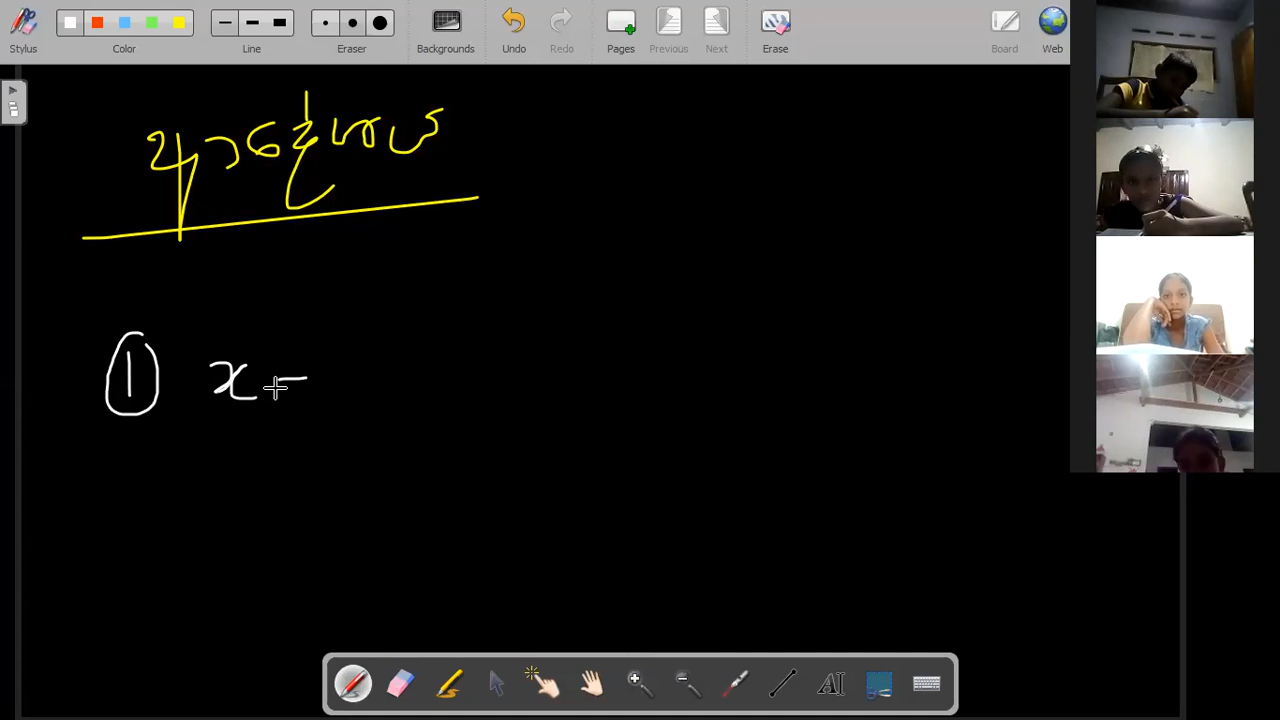 Stylus
Color
Line
Eraser
Backgrounds
Undo
Redo
Pages
Previous
Next
Erase
Board
Web
① x -